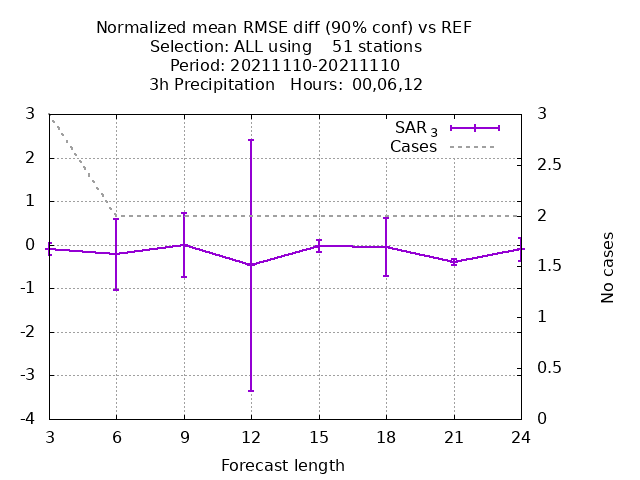 Normalized mean RMSE diff (90% conf) vs REF
Selection: ALL using    51 stations
Period: 20211110-20211110
3h Precipitation   Hours:  00,06,12
SAR 3
Cases
3
2
1
0
-1
-2
-3
-4
3
2.5
2
1.5
1
0.5
0
No cases
3 6 9 12 15 18 21 24
Forecast length